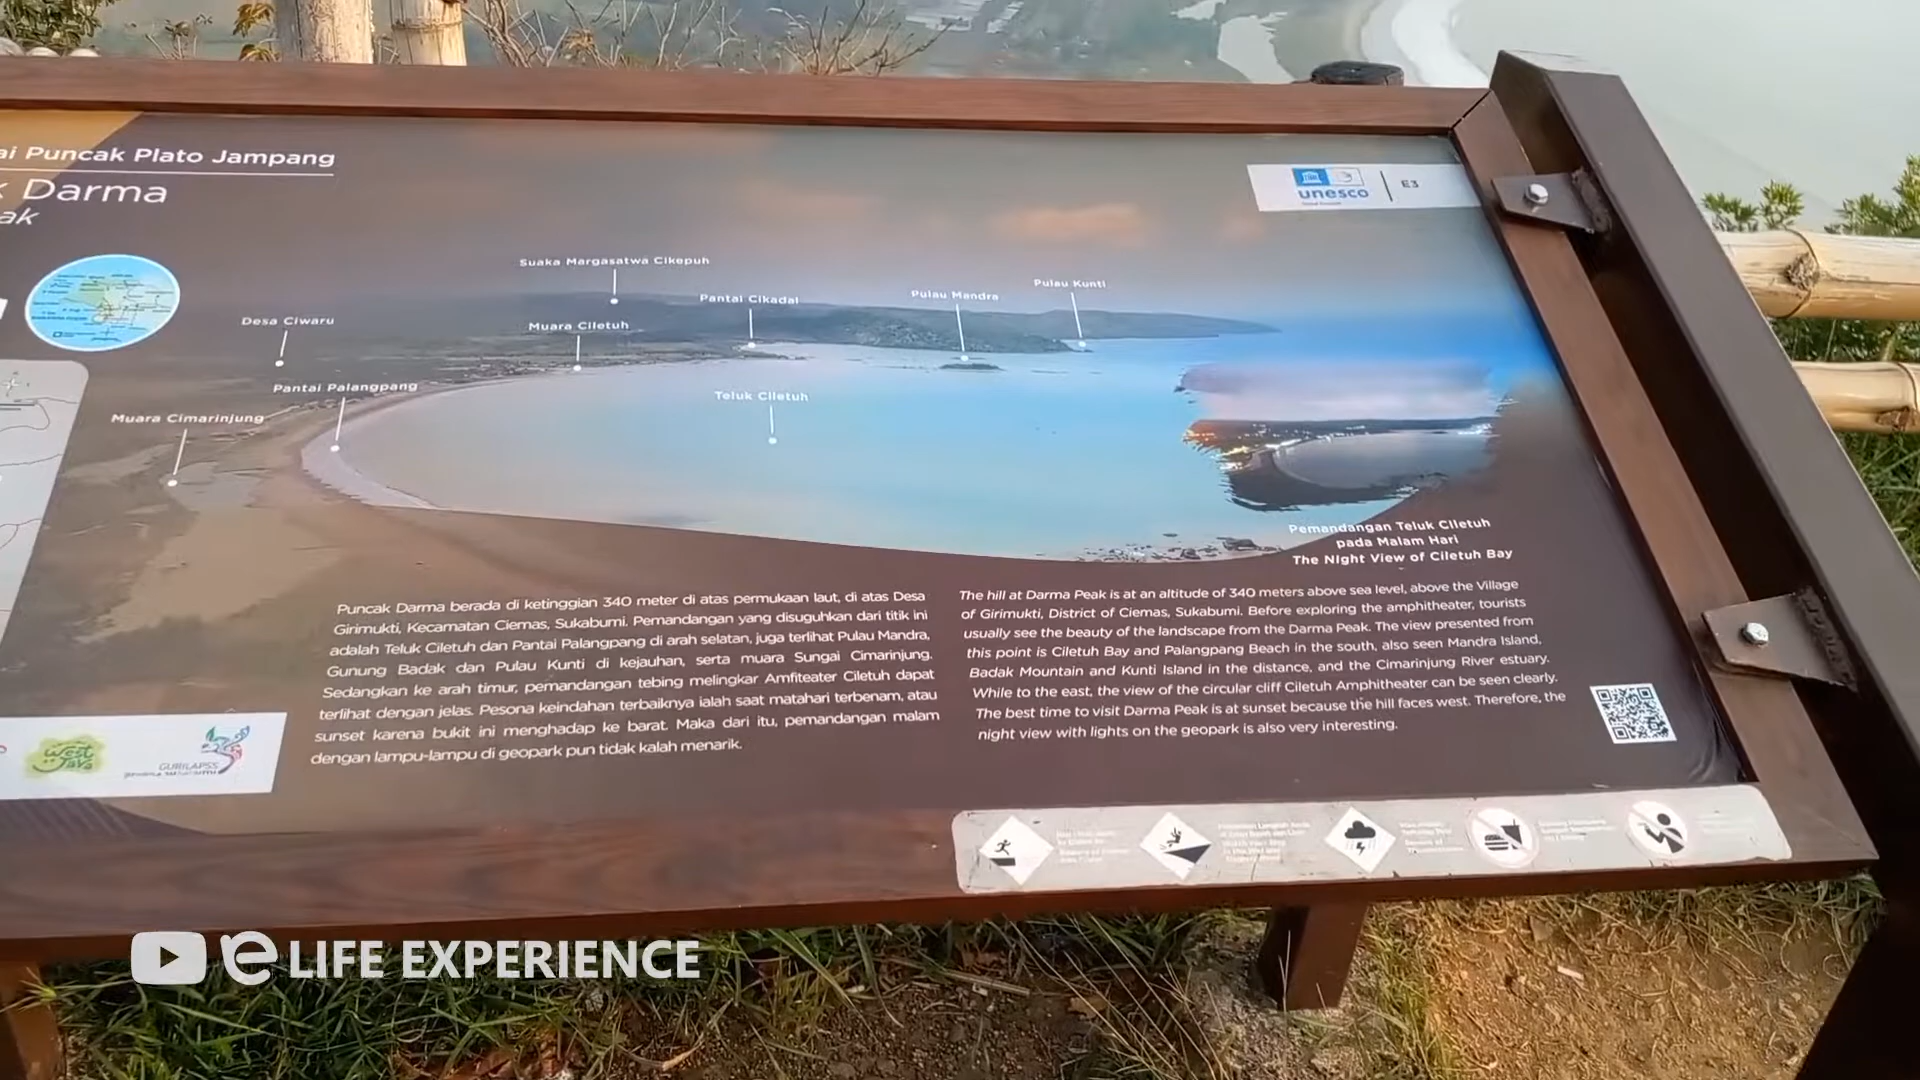 ai Puncak Plato Jampang
k Darma
ak
unesco
E3
Suaka Margasatwa Cikepuh
Pantai Cikadal
Pulau Mandra
Pulau Kunti
Desa Ciwaru
Muara Ciletuh
Pantai Palangpang
Teluk Ciletuh
Muara Cimarinjung
Pemandangan Teluk Ciletuh
pada Malam Hari
The Night View of Ciletuh Bay
Puncak Darma berada di ketinggian 340 meter di atas permukaan laut, di atas Desa
Girimukti, Kecamatan Ciemas, Sukabumi. Pemandangan yang disuguhkan dari titik ini
adalah Teluk Ciletuh dan Pantai Palangpang di arah selatan, juga terlihat Pulau Mandra,
Gunung Badak dan Pulau Kunti di kejauhan, serta muara Sungai Cimarinjung.
Sedangkan ke arah timur, pemandangan tebing melingkar Amfiteater Ciletuh dapat
terlihat dengan jelas. Pesona keindahan terbaiknya ialah saat matahari terbenam, atau
sunset karena bukit ini menghadap ke barat. Maka dari itu, pemandangan malam
dengan lampu-lampu di geopark pun tidak kalah menarik.
The hill at Darma Peak is at an altitude of 340 meters above sea level, above the Village
of Girimukti, District of Ciemas, Sukabumi. Before exploring the amphitheater, tourists
usually see the beauty of the landscape from the Darma Peak. The view presented from
this point is Ciletuh Bay and Palangpang Beach in the south, also seen Mandra Island,
Badak Mountain and Kunti Island in the distance, and the Cimarinjung River estuary.
While to the east, the view of the circular cliff Ciletuh Amphitheater can be seen clearly.
The best time to visit Darma Peak is at sunset because the hill faces west. Therefore, the
night view with lights on the geopark is also very interesting.
West Java
GURILAPSS
e LIFE EXPERIENCE